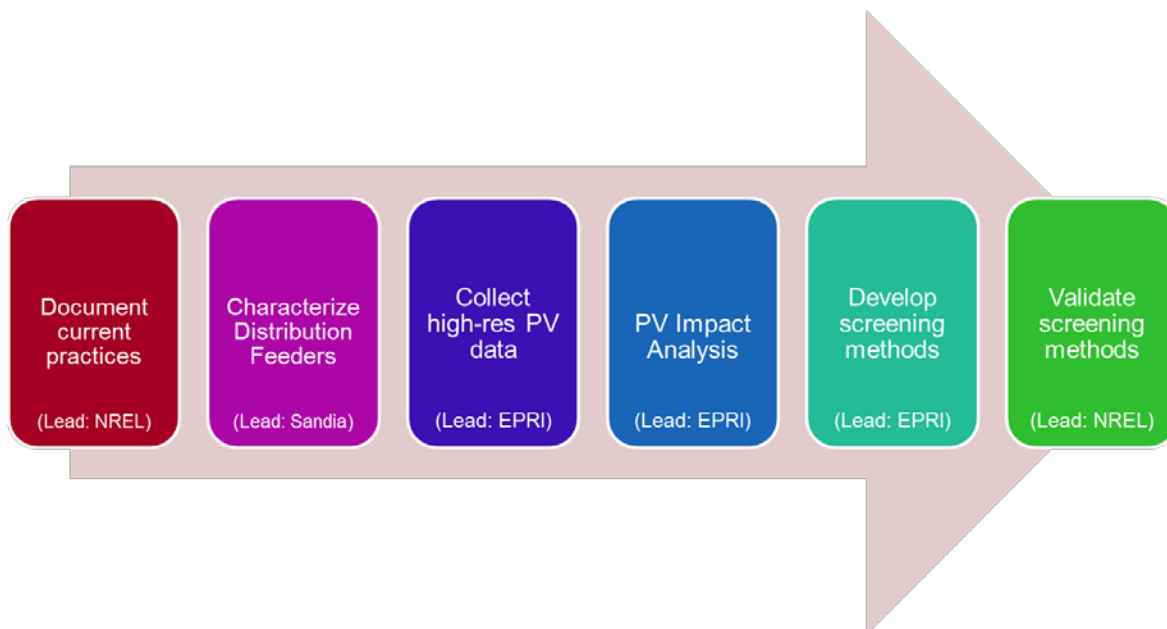 Document
current
practices
(Lead: NREL)
Characterize
Distribution
Feeders
(Lead: Sandia)
Collect
high-res PV
data
(Lead: EPRI)
PV Impact
Analysis
(Lead: EPRI)
Develop
screening
methods
(Lead: EPRI)
Validate
screening
methods
(Lead: NREL)